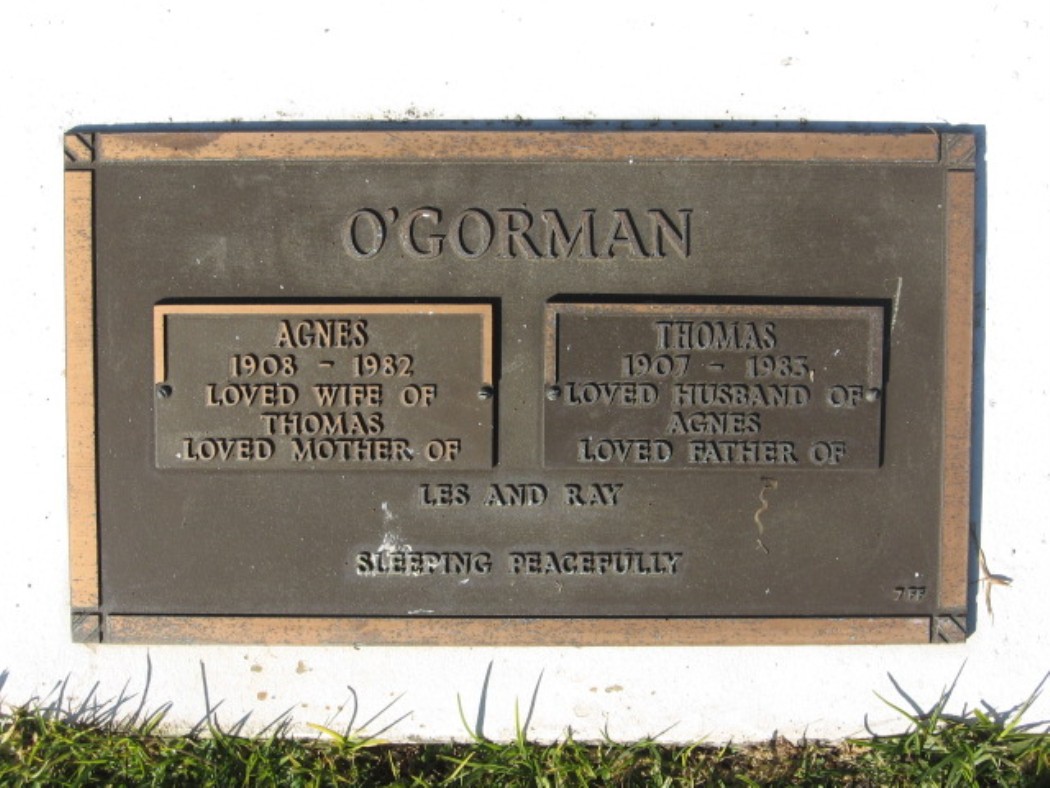 O'GORMAN
AGNES
1908 - 1982
LOVED WIFE OF
THOMAS
LOVED MOTHER OF
THOMAS
1907 - 1983
LOVED HUSBAND OF
AGNES
LOVED FATHER OF
LES AND RAY
SLEEPING PEACEFULLY